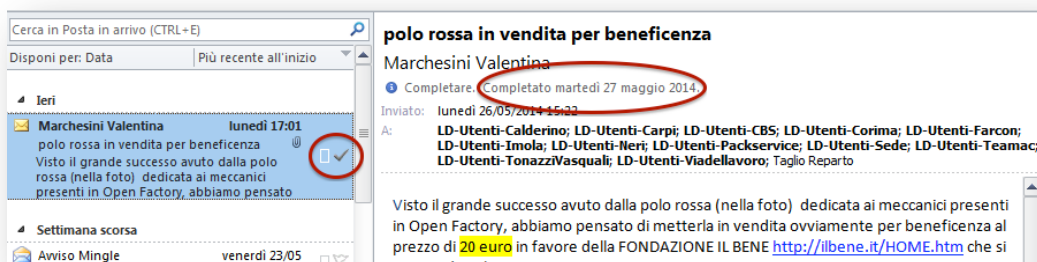 Cerca in Posta in arrivo (CTRL+E)
Disponi per: Data Più recente all'inizio
Ieri
Marchesini Valentina lunedì 17:01
polo rossa in vendita per beneficenza
Visto il grande successo avuto dalla polo
rossa (nella foto) dedicata ai meccanici
presenti in Open Factory, abbiamo pensato
Settimana scorsa
Avviso Mingle venerdì 23/05
polo rossa in vendita per beneficenza
Marchesini Valentina
Completare. Completato martedì 27 maggio 2014.
Inviato: lunedì 26/05/2014 15:22
A: LD-Utenti-Calderino; LD-Utenti-Carpi; LD-Utenti-CBS; LD-Utenti-Corima; LD-Utenti-Farcon;
LD-Utenti-Imola; LD-Utenti-Neri; LD-Utenti-Packservice; LD-Utenti-Sede; LD-Utenti-Teamac;
LD-Utenti-TonazziVasquali; LD-Utenti-Viadellavoro; Taglio Reparto
Visto il grande successo avuto dalla polo rossa (nella foto) dedicata ai meccanici presenti
in Open Factory, abbiamo pensato di metterla in vendita ovviamente per beneficenza al
prezzo di 20 euro in favore della FONDAZIONE IL BENE http://ilbene.it/HOME.htm che si